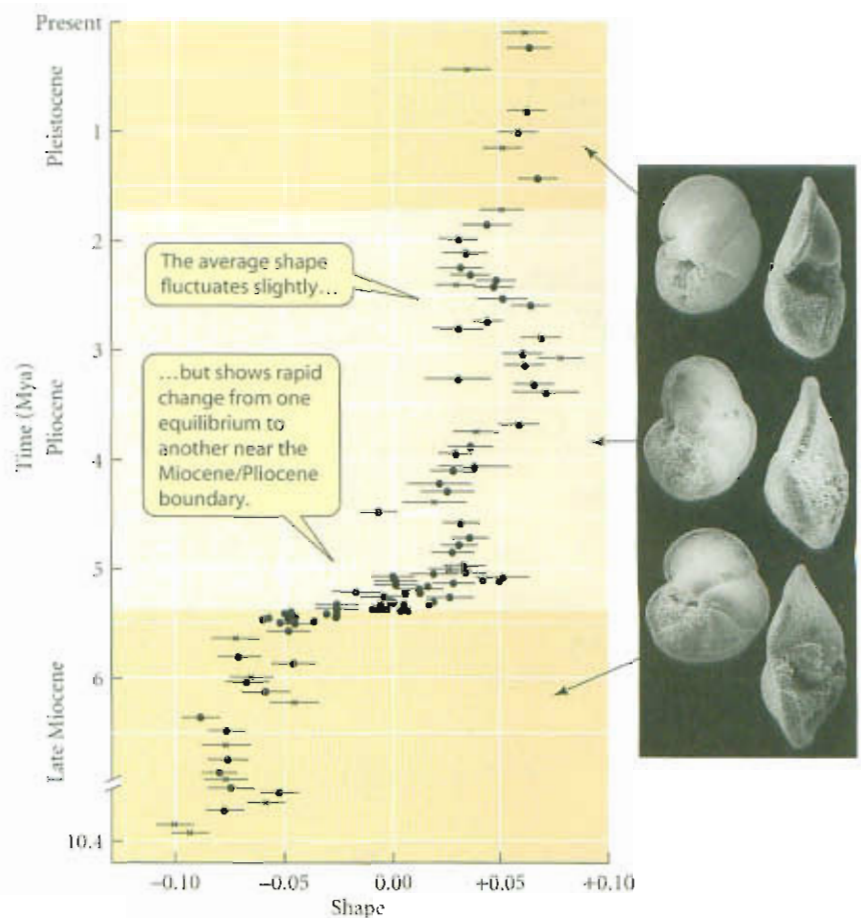 Present
Pleistocene
1
2
The average shape
fluctuates slightly…
3
…but shows rapid
change from one
equilibrium to
another near the
Miocene/Pliocene
boundary.
Time (Mya)
Pliocene
4
5
6
Late Miocene
10.4
−0.10
−0.05
0.00
+0.05
+0.10
Shape